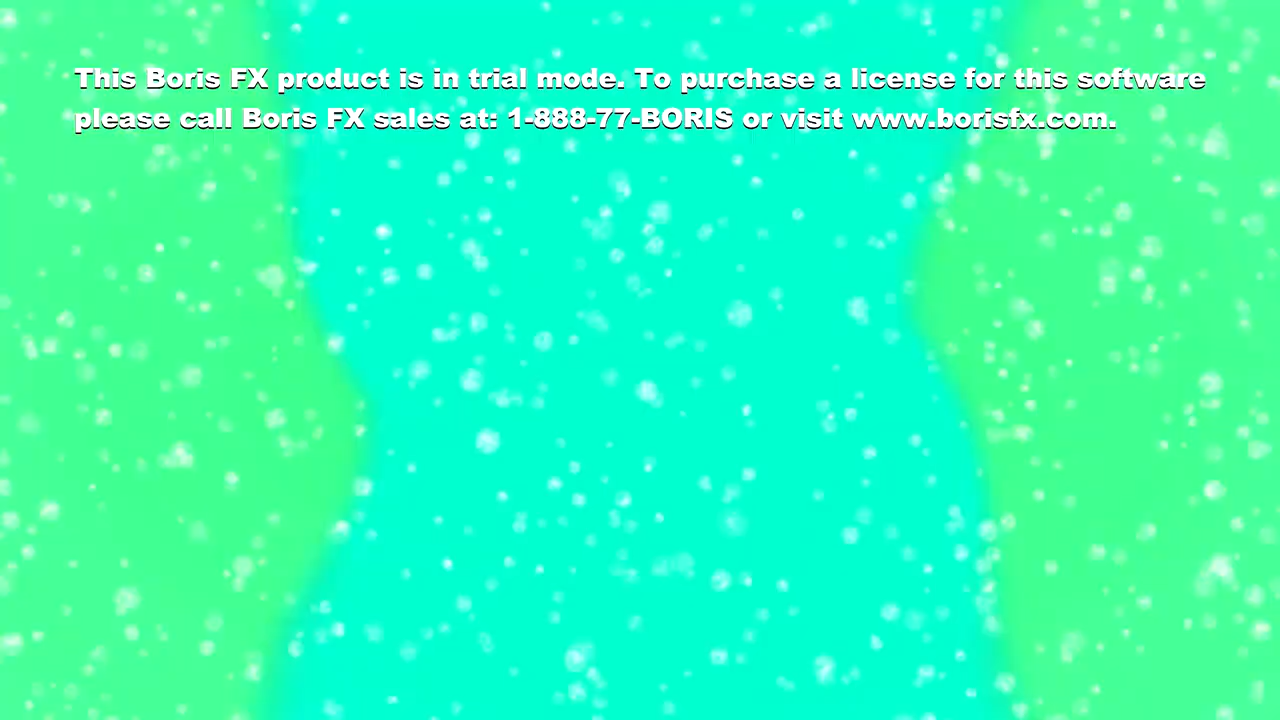 This Boris FX product is in trial mode. To purchase a license for this software
please call Boris FX sales at: 1-888-77-BORIS or visit www.borisfx.com.